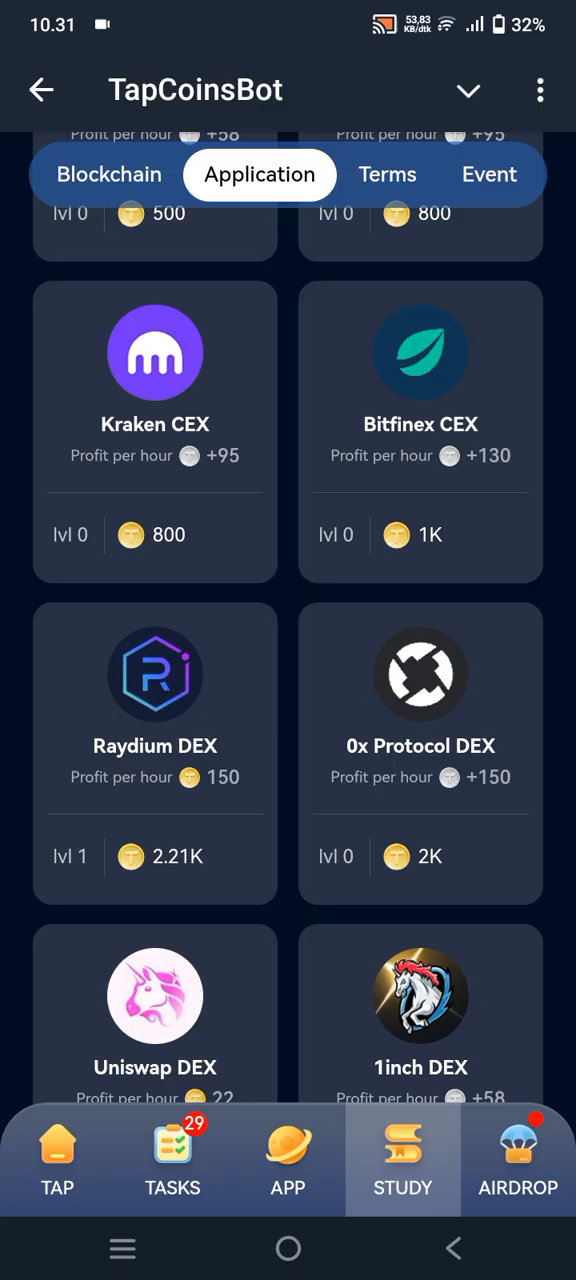 10.31 53,83 KB/dtk 32%
TapCoinsBot
Profit per hour +58 Profit per hour +95
Blockchain Application Terms Event
lvl 0 500 lvl 0 800
Kraken CEX Bitfinex CEX
Profit per hour +95 Profit per hour +130
lvl 0 800 lvl 0 1K
Raydium DEX 0x Protocol DEX
Profit per hour 150 Profit per hour +150
lvl 1 2.21K lvl 0 2K
Uniswap DEX 1inch DEX
Profit per hour 22 Profit per hour +58
29
TAP TASKS APP STUDY AIRDROP